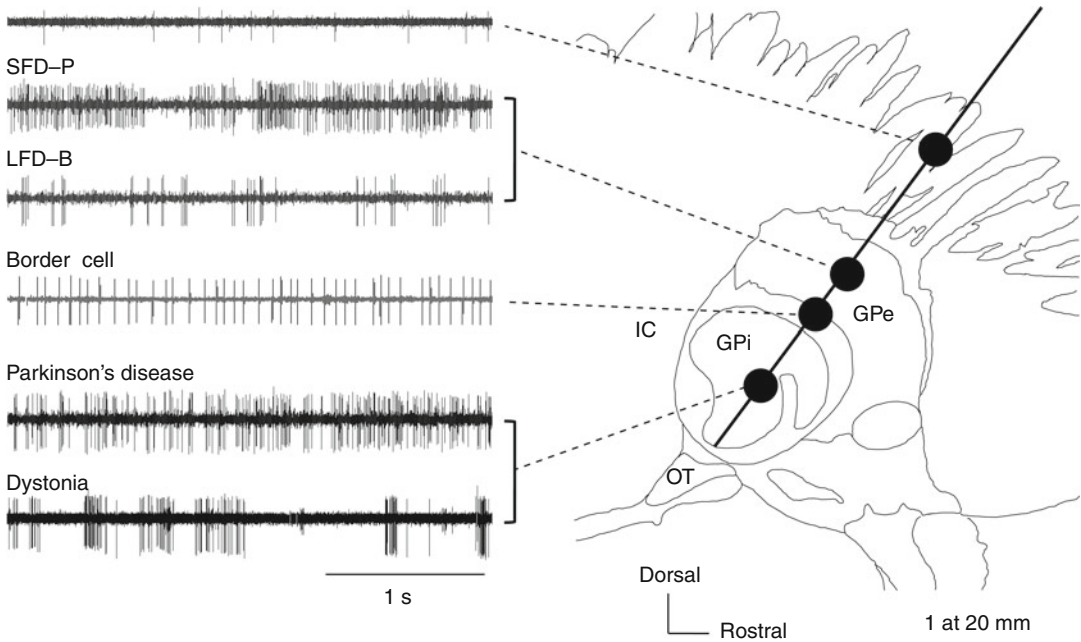 SFD–P
LFD–B
Border cell
Parkinson's disease
Dystonia
1 s
IC
GPi
GPe
OT
Dorsal
Rostral
1 at 20 mm